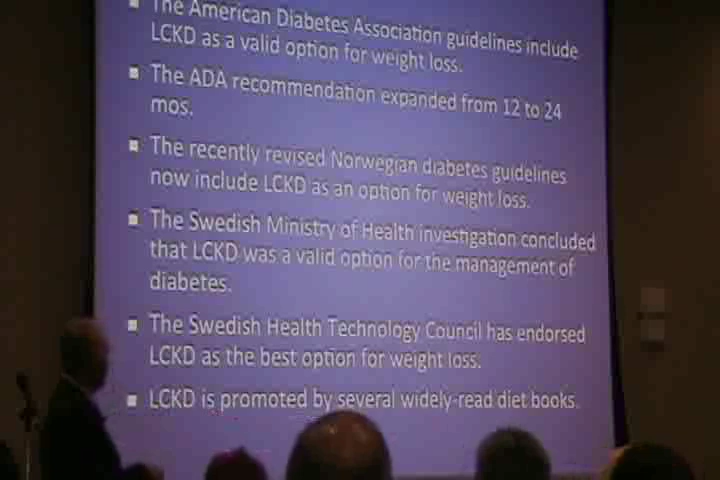 The American Diabetes Association guidelines include
LCKD as a valid option for weight loss.
The ADA recommendation expanded from 12 to 24
mos.
The recently revised Norwegian diabetes guidelines
now include LCKD as an option for weight loss.
The Swedish Ministry of Health investigation concluded
that LCKD was a valid option for the management of
diabetes.
The Swedish Health Technology Council has endorsed
LCKD as the best option for weight loss.
LCKD is promoted by several widely-read diet books.